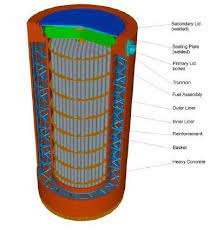 Secondary Lid
(welded)
Sealing Plate
(welded)
Primary Lid
bolted
Trunnion
Fuel Assembly
Outer Liner
Inner Liner
Reinforcement
Basket
Heavy Concrete